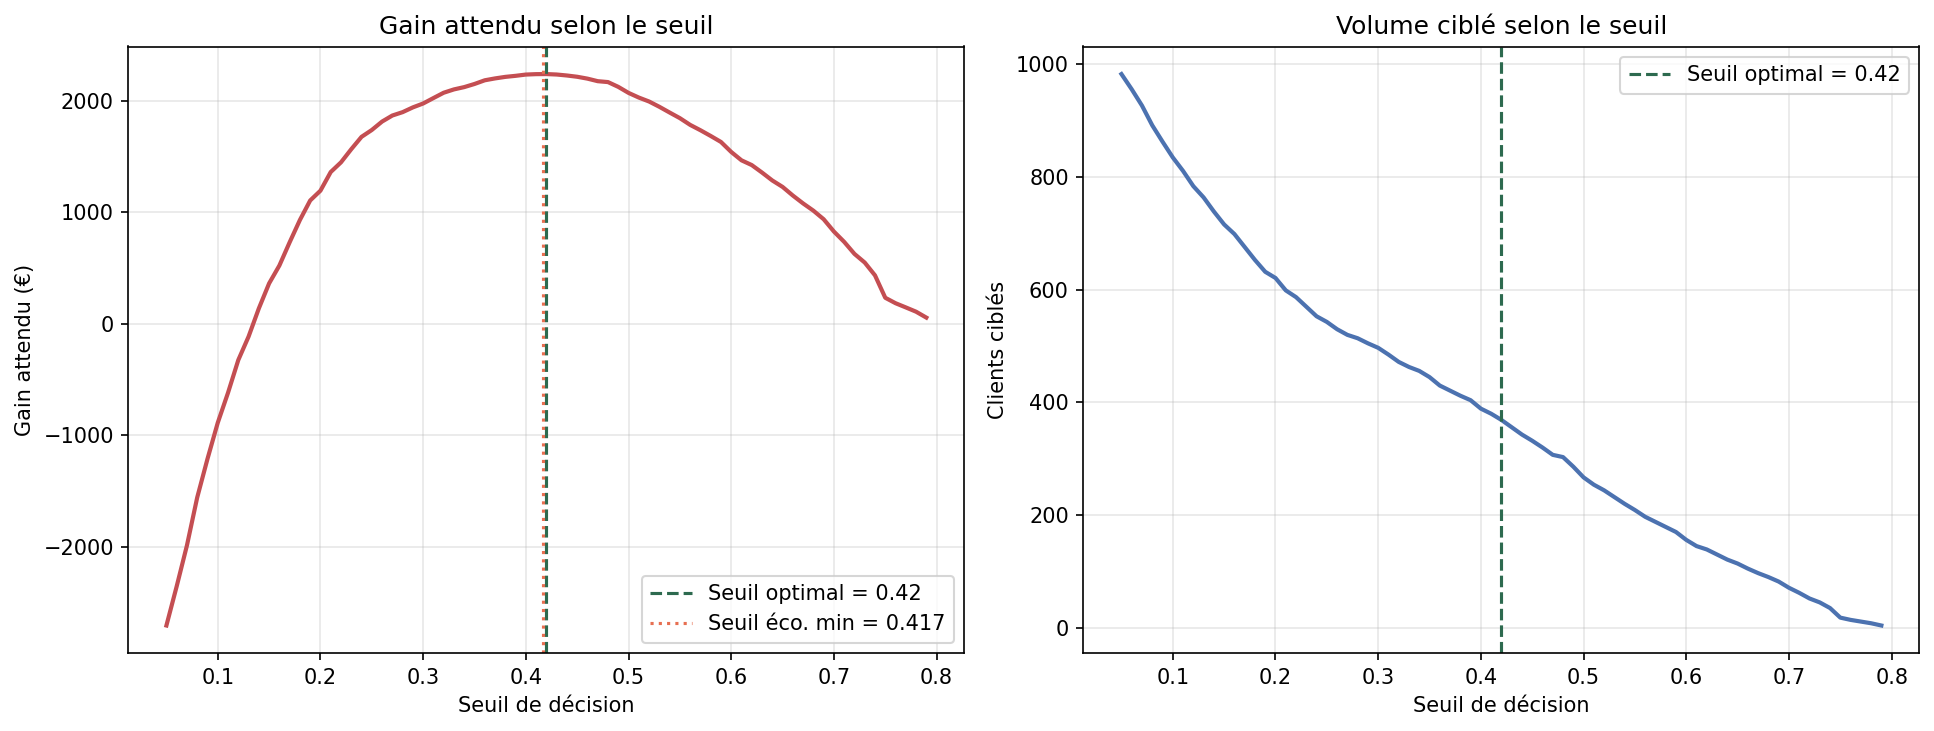 Gain attendu selon le seuil
Gain attendu (€)
2000
1000
0
−1000
−2000
0.1 0.2 0.3 0.4 0.5 0.6 0.7 0.8
Seuil de décision
Seuil optimal = 0.42
Seuil éco. min = 0.417
Volume ciblé selon le seuil
Clients ciblés
1000
800
600
400
200
0
0.1 0.2 0.3 0.4 0.5 0.6 0.7 0.8
Seuil de décision
Seuil optimal = 0.42